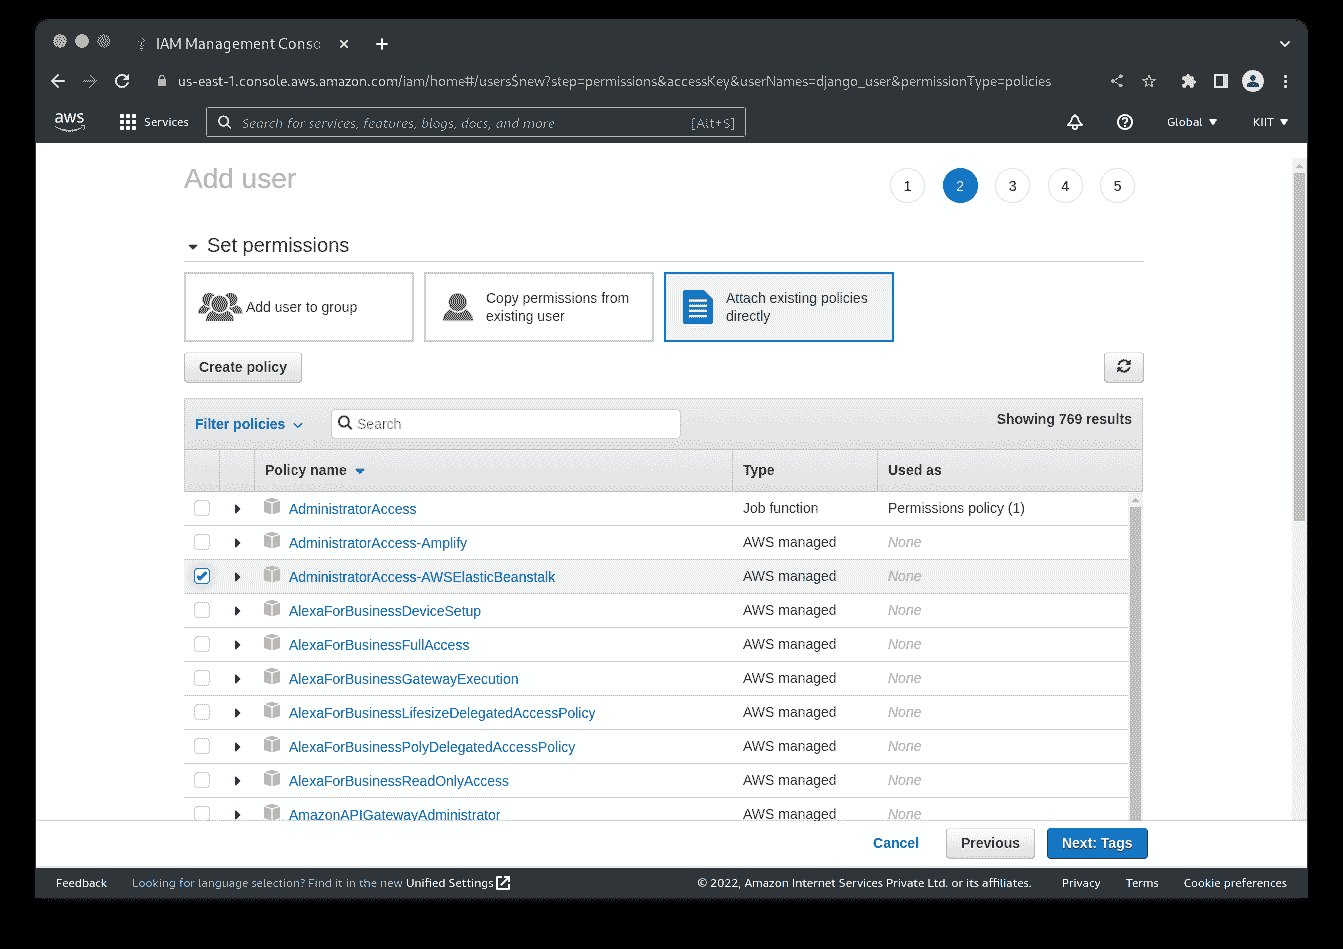 IAM Management Conso
us-east-1.console.aws.amazon.com/iam/home#/users$new?step=permissions&accessKey&userNames=django_user&permissionType=policies
aws Services Search for services, features, blogs, docs, and more [Alt+S] Global KIIT
Add user 1 2 3 4 5
Set permissions
Add user to group
Copy permissions from
existing user
Attach existing policies
directly
Create policy
Filter policies Search Showing 769 results
Policy name Type Used as
AdministratorAccess Job function Permissions policy (1)
AdministratorAccess-Amplify AWS managed None
AdministratorAccess-AWSElasticBeanstalk AWS managed None
AlexaForBusinessDeviceSetup AWS managed None
AlexaForBusinessFullAccess AWS managed None
AlexaForBusinessGatewayExecution AWS managed None
AlexaForBusinessLifesizeDelegatedAccessPolicy AWS managed None
AlexaForBusinessPolyDelegatedAccessPolicy AWS managed None
AlexaForBusinessReadOnlyAccess AWS managed None
AmazonAPIGatewayAdministrator AWS managed None
Cancel Previous Next: Tags
Feedback Looking for language selection? Find it in the new Unified Settings © 2022, Amazon Internet Services Private Ltd. or its affiliates. Privacy Terms Cookie preferences